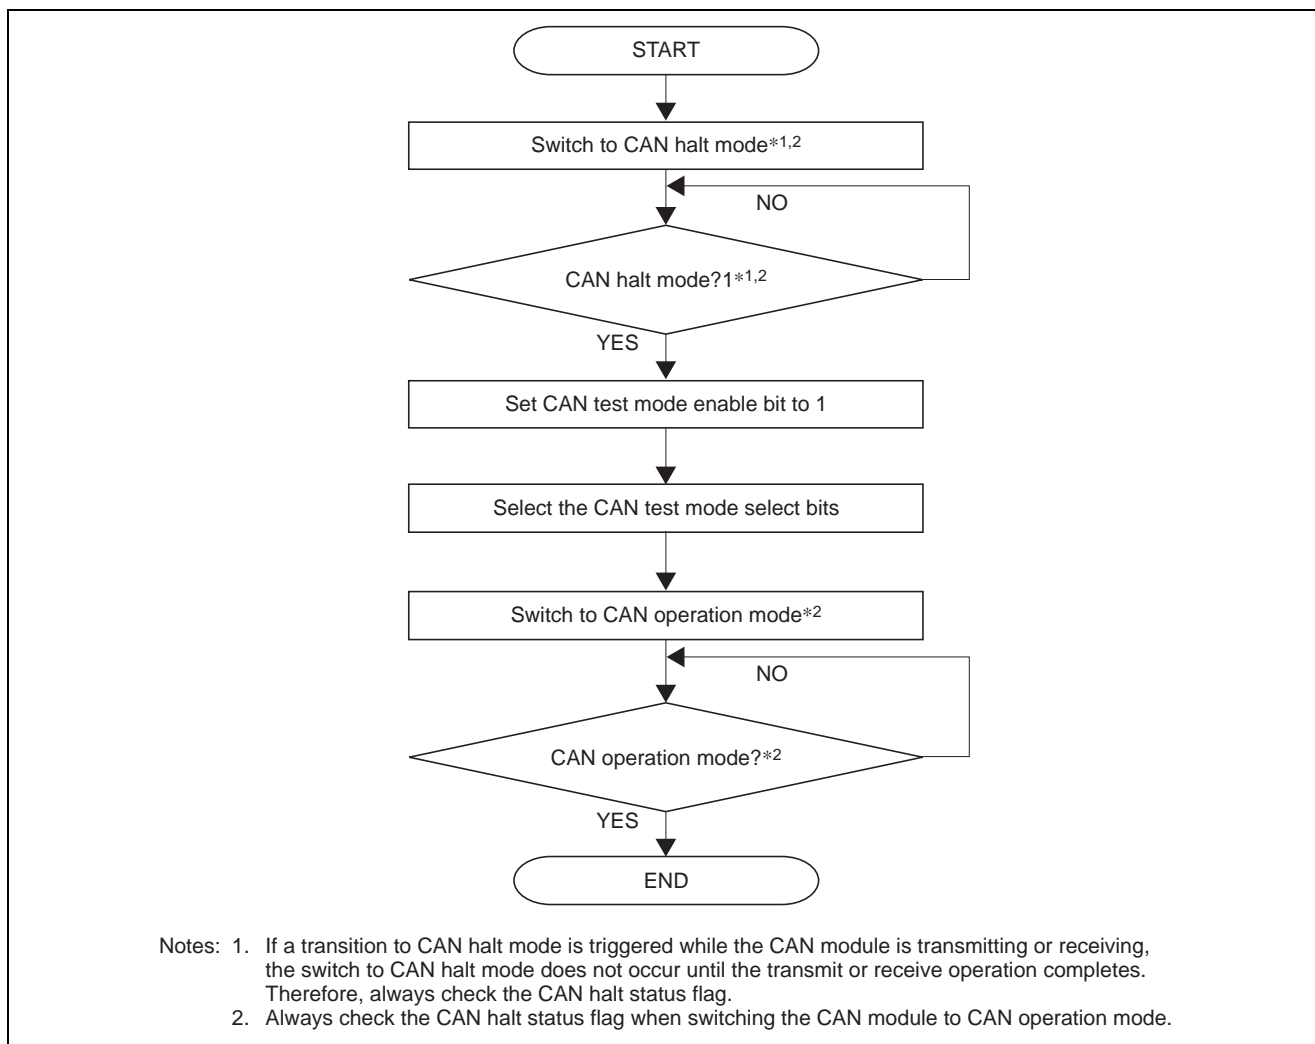 START
Switch to CAN halt mode*1,2
NO
CAN halt mode?1*1,2
YES
Set CAN test mode enable bit to 1
Select the CAN test mode select bits
Switch to CAN operation mode*2
NO
CAN operation mode?*2
YES
END
Notes: 1. If a transition to CAN halt mode is triggered while the CAN module is transmitting or receiving,
the switch to CAN halt mode does not occur until the transmit or receive operation completes.
Therefore, always check the CAN halt status flag.
2. Always check the CAN halt status flag when switching the CAN module to CAN operation mode.